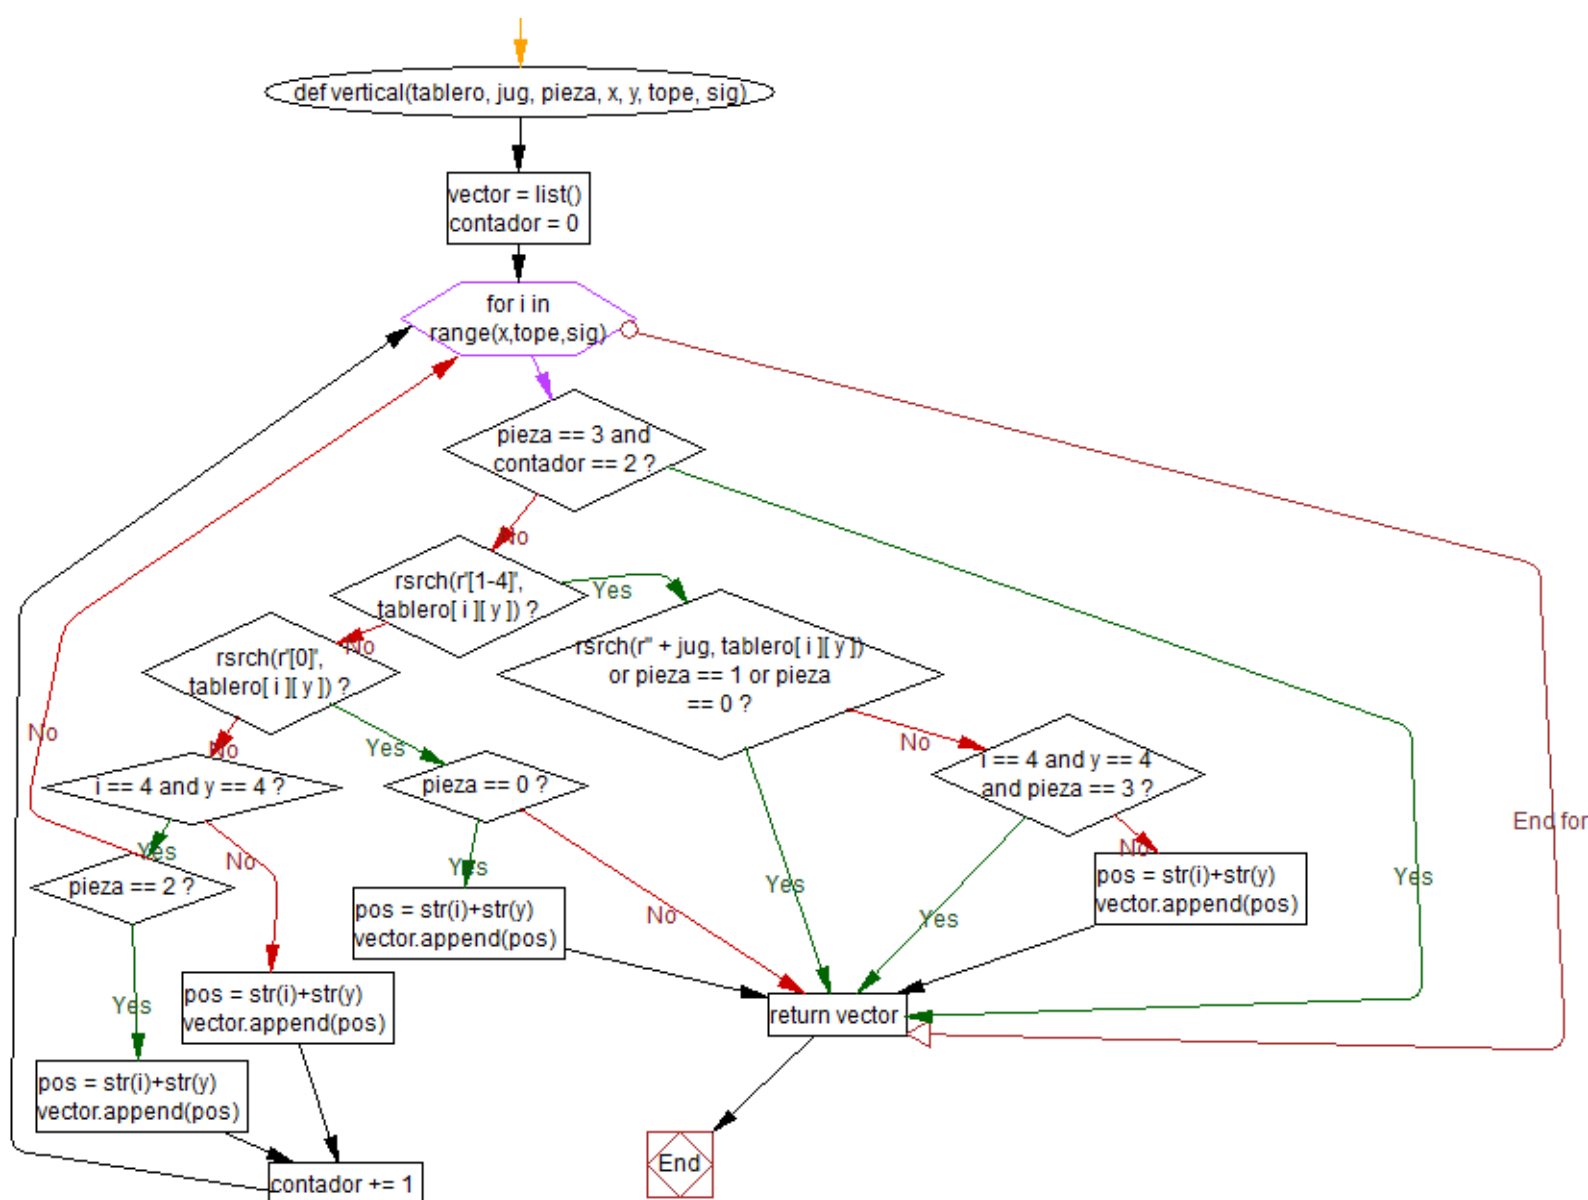 def vertical(tablero, jug, pieza, x, y, tope, sig)
vector = list()
contador = 0
for i in
range(x,tope,sig)
pieza == 3 and
contador == 2 ?
No
rsrch(r'[1-4]',
tablero[ i ][ y ]) ?
Yes
No
rsrch(r'[0]',
tablero[ i ][ y ]) ?
rsrch(r'' + jug, tablero[ i ][ y ])
or pieza == 1 or pieza
== 0 ?
No
No
Yes
No
i == 4 and y == 4 ?
pieza == 0 ?
i == 4 and y == 4
and pieza == 3 ?
End for
Yes
No
Yes
No
Yes
pieza == 2 ?
Yes
No
Yes
pos = str(i)+str(y)
vector.append(pos)
pos = str(i)+str(y)
vector.append(pos)
Yes
pos = str(i)+str(y)
vector.append(pos)
return vector
pos = str(i)+str(y)
vector.append(pos)
End
contador += 1